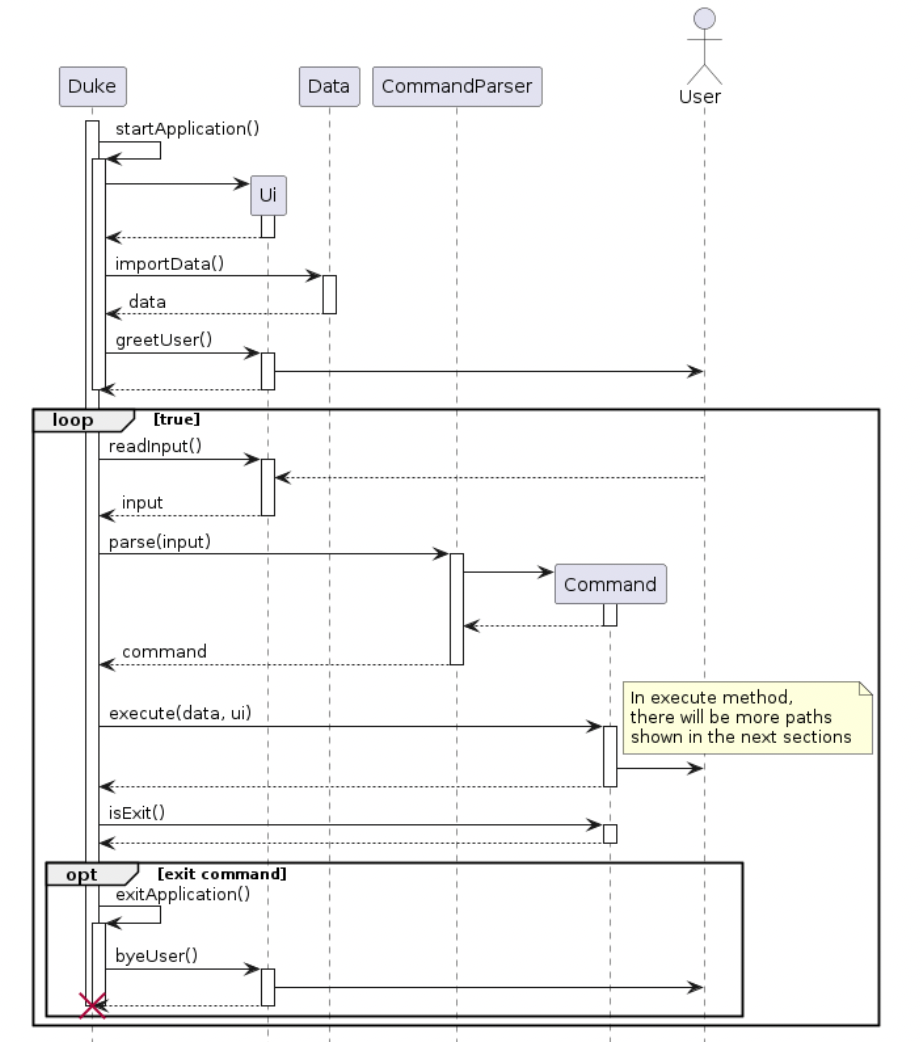 User
Duke
Data
CommandParser
startApplication()
Ui
importData()
data
greetUser()
loop
[true]
readInput()
input
parse(input)
Command
command
In execute method,
there will be more paths
shown in the next sections
execute(data, ui)
isExit()
opt
[exit command]
exitApplication()
byeUser()